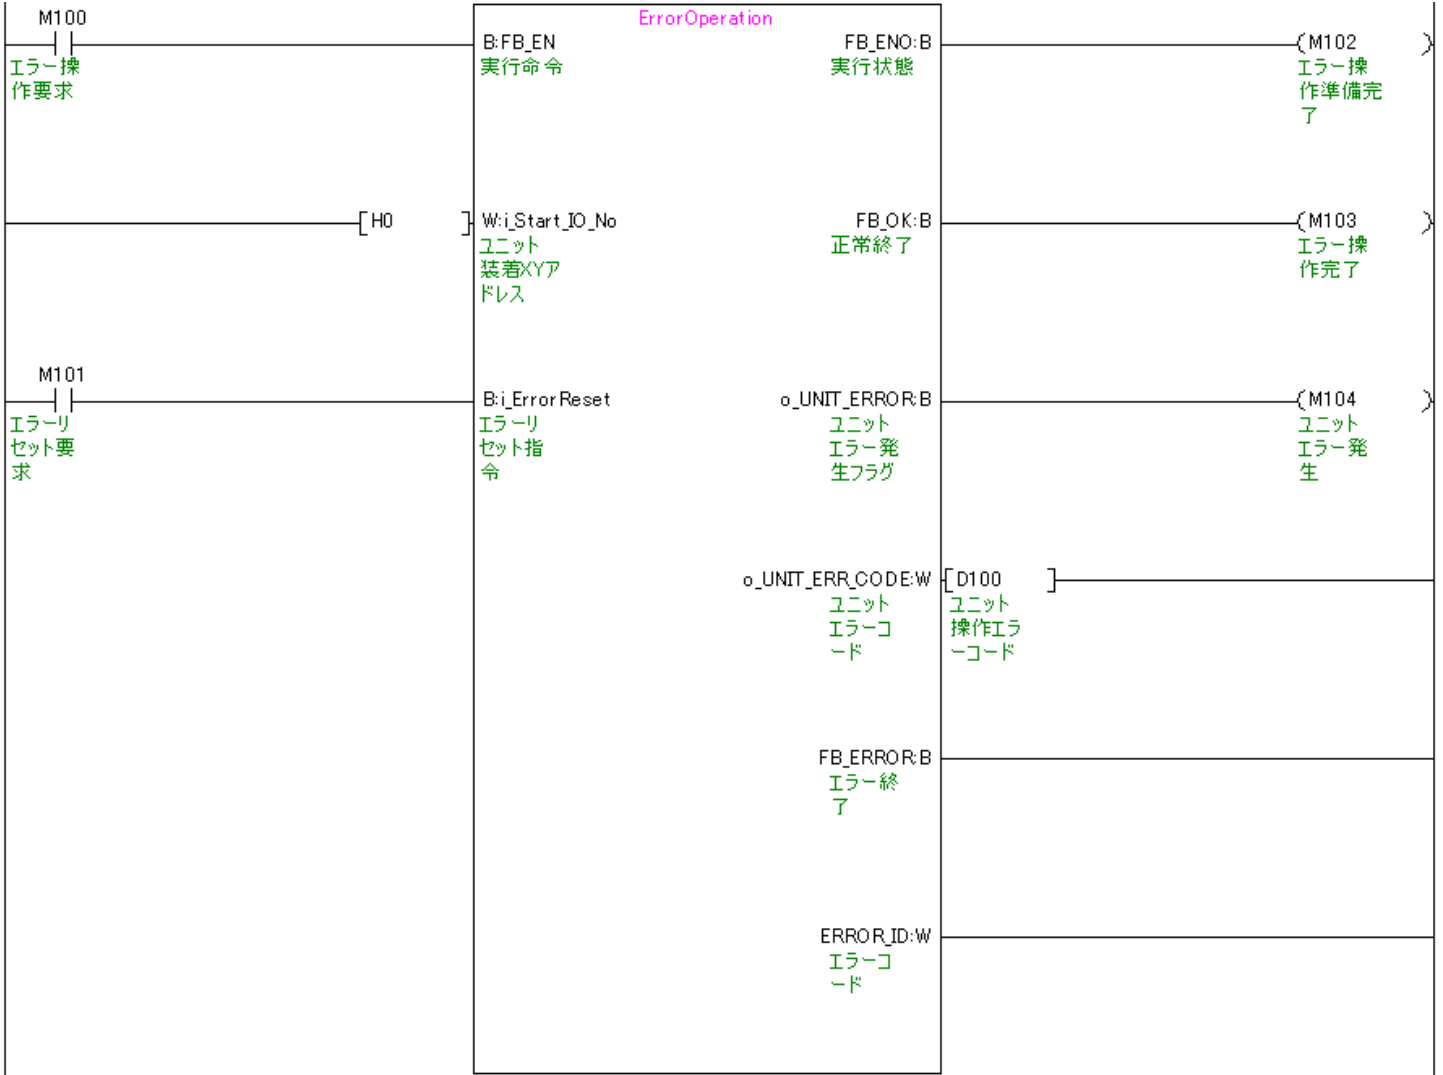 M100
エラー操
作要求
ErrorOperation
B:FB_EN
実行命令
FB_ENO:B
実行状態
M102
エラー操
作準備完
了
H0
W:i_Start_IO_No
ユニット
装着XYア
ドレス
FB_OK:B
正常終了
M103
エラー操
作完了
M101
エラーリ
セット要
求
B:i_ErrorReset
エラーリ
セット指
令
o_UNIT_ERROR:B
ユニット
エラー発
生フラグ
M104
ユニット
エラー発
生
o_UNIT_ERR_CODE:W
ユニット
エラーコ
ード
D100
ユニット
操作エラ
ーコード
FB_ERROR:B
エラー終
了
ERROR_ID:W
エラーコ
ード